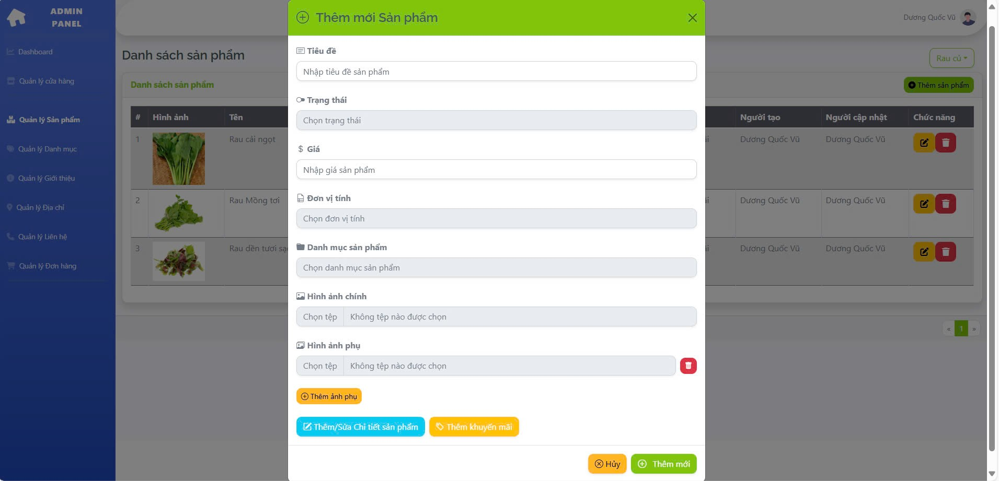 ADMIN
PANEL
Dashboard
Quản lý cửa hàng
Quản lý Sản phẩm
Quản lý Danh mục
Quản lý Giới thiệu
Quản lý Địa chỉ
Quản lý Liên hệ
Quản lý Đơn hàng
Dương Quốc Vũ
Danh sách sản phẩm
Rau củ
Danh sách sản phẩm
Thêm sản phẩm
# Hình ảnh Tên Người tạo Người cập nhật Chức năng
1 Rau cải ngọt Dương Quốc Vũ Dương Quốc Vũ
2 Rau Mồng tơi Dương Quốc Vũ Dương Quốc Vũ
3 Rau dền tươi Dương Quốc Vũ Dương Quốc Vũ
« 1 »
Thêm mới Sản phẩm
Tiêu đề
Nhập tiêu đề sản phẩm
Trạng thái
Chọn trạng thái
$ Giá
Nhập giá sản phẩm
Đơn vị tính
Chọn đơn vị tính
Danh mục sản phẩm
Chọn danh mục sản phẩm
Hình ảnh chính
Chọn tệp Không tệp nào được chọn
Hình ảnh phụ
Chọn tệp Không tệp nào được chọn
Thêm ảnh phụ
Thêm/Sửa Chi tiết sản phẩm
Thêm khuyến mãi
Hủy
Thêm mới